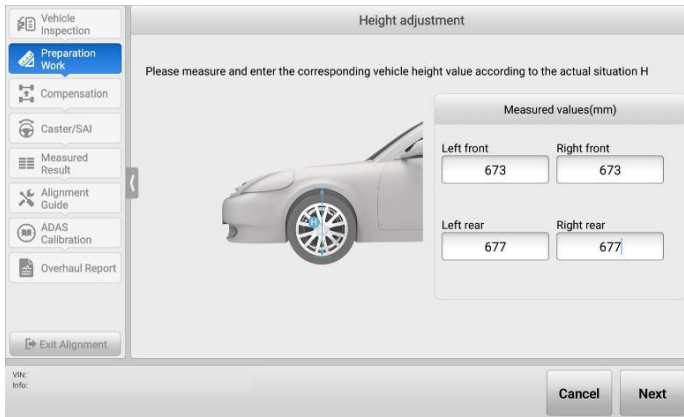 Vehicle
Inspection
Preparation
Work
Compensation
Caster/SAI
Measured
Result
Alignment
Guide
ADAS
Calibration
Overhaul Report
Exit Alignment
Height adjustment
Please measure and enter the corresponding vehicle height value according to the actual situation H
H
Measured values(mm)
Left front Right front
673 673
Left rear Right rear
677 677
VIN:
Info:
Cancel Next